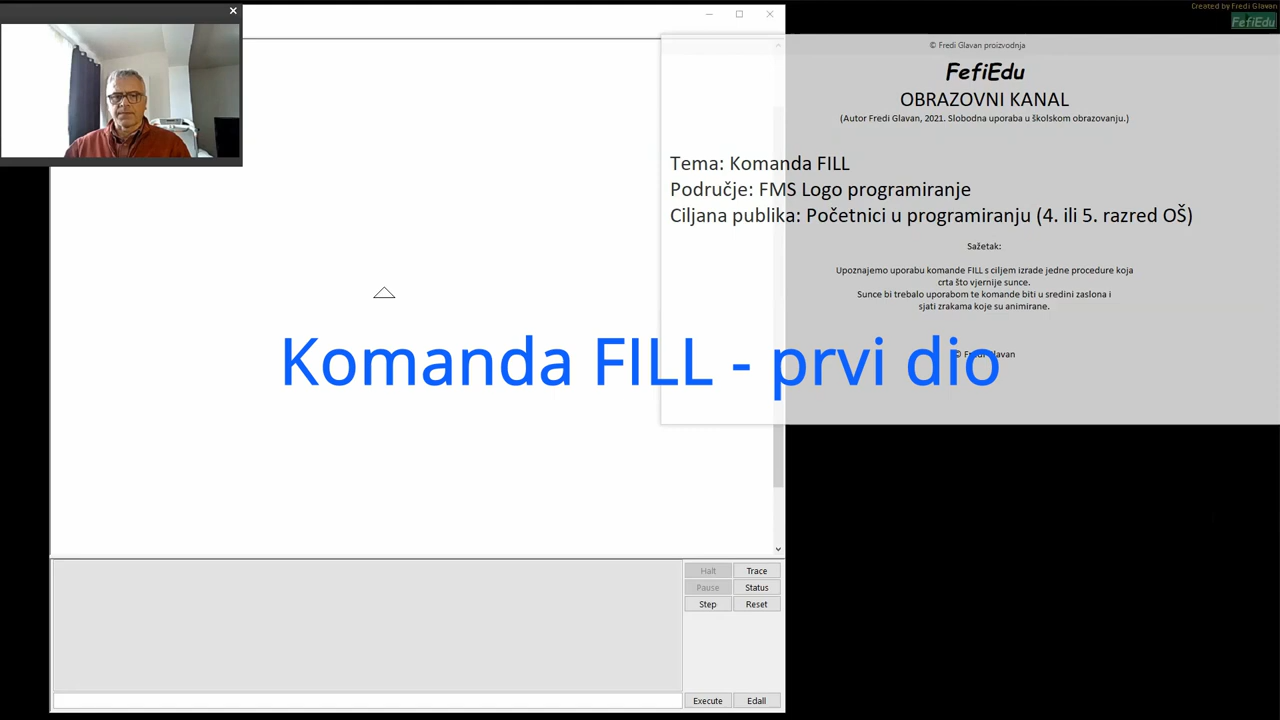 Created by Fredi Glavan
FefiEdu
© Fredi Glavan proizvodnja
FefiEdu
OBRAZOVNI KANAL
(Autor Fredi Glavan, 2021. Slobodna uporaba u školskom obrazovanju.)
Tema: Komanda FILL
Područje: FMS Logo programiranje
Ciljana publika: Početnici u programiranju (4. ili 5. razred OŠ)
Sažetak:
Upoznajemo uporabu komande FILL s ciljem izrade jedne procedure koja
crta što vjernije sunce.
Sunce bi trebalo uporabom te komande biti u sredini zaslona i
sjati zrakama koje su animirane.
© Fredi Glavan
Komanda FILL - prvi dio
Halt
Trace
Pause
Status
Step
Reset
Execute
Edall